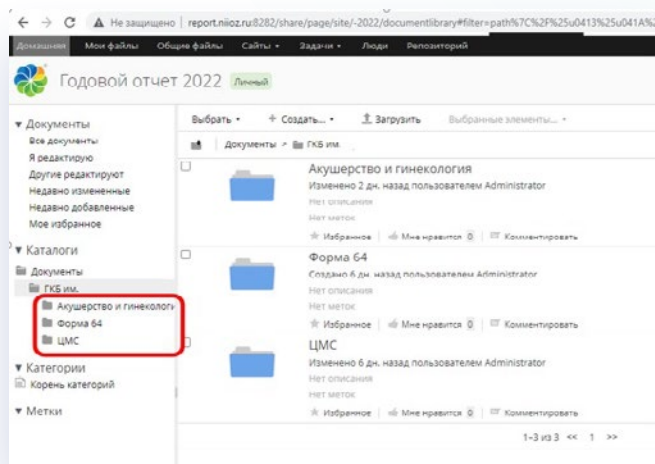 Не защищено | report.niioz.ru:8282/share/page/site/-2022/documentlibrary#filter=path%7C%2F%25u0413%25u041A%2
Домашняя Мои файлы Общие файлы Сайты Задачи Люди Репозиторий
Годовой отчет 2022 Личный
Выбрать + Создать... Загрузить Выбранные элементы...
Документы > ГКБ им.
Документы
Все документы
Я редактирую
Другие редактируют
Недавно измененные
Недавно добавленные
Мое избранное
Каталоги
Документы
ГКБ им.
Акушерство и гинекологи
Форма 64
ЦМС
Категории
Корень категорий
Метки
Акушерство и гинекология
Изменено 2 дн. назад пользователем Administrator
Нет описания
Нет меток
Избранное Мне нравится 0 Комментировать
Форма 64
Создано 6 дн. назад пользователем Administrator
Нет описания
Нет меток
Избранное Мне нравится 0 Комментировать
ЦМС
Изменено 6 дн. назад пользователем Administrator
Нет описания
Нет меток
Избранное Мне нравится 0 Комментировать
1-3 из 3 << 1 >>